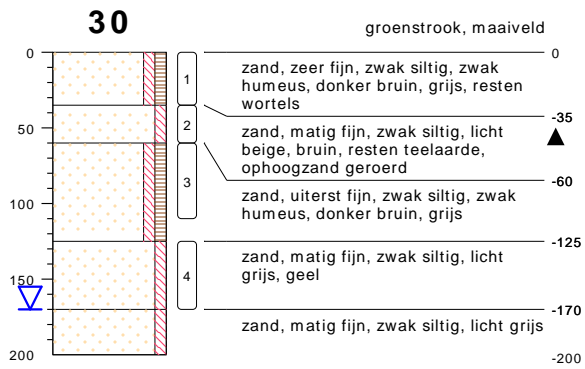 30
groenstrook, maaiveld
0
0
1
zand, zeer fijn, zwak siltig, zwak
humeus, donker bruin, grijs, resten
wortels
-35
50
2
zand, matig fijn, zwak siltig, licht
beige, bruin, resten teelaarde,
ophoogzand geroerd
-60
3
zand, uiterst fijn, zwak siltig, zwak
humeus, donker bruin, grijs
100
-125
4
zand, matig fijn, zwak siltig, licht
grijs, geel
150
-170
zand, matig fijn, zwak siltig, licht grijs
200
-200